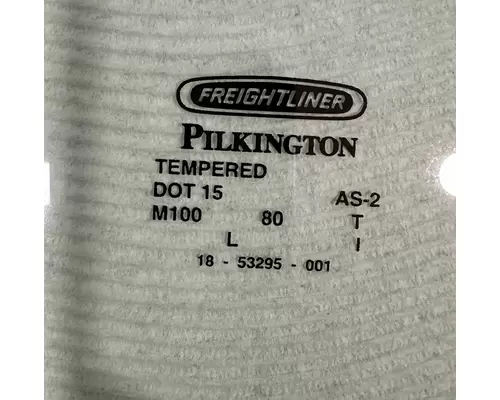 FREIGHTLINER
PILKINGTON
TEMPERED
DOT 15 AS-2
M100 80 T
L I
18 - 53295 - 001